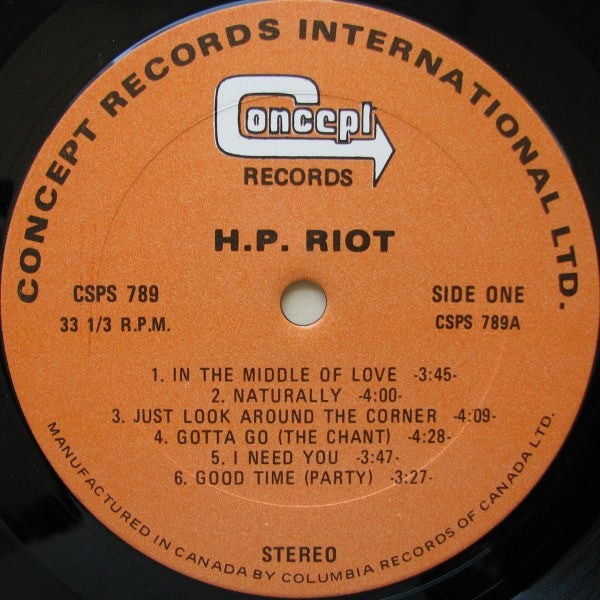 CONCEPT RECORDS INTERNATIONAL LTD.
Concept
RECORDS
H.P. RIOT
CSPS 789
33 1/3 R.P.M.
SIDE ONE
CSPS 789A
1. IN THE MIDDLE OF LOVE -3:45-
2. NATURALLY -4:00-
3. JUST LOOK AROUND THE CORNER -4:09-
4. GOTTA GO (THE CHANT) -4:28-
5. I NEED YOU -3:47-
6. GOOD TIME (PARTY) -3:27-
STEREO
MANUFACTURED IN CANADA BY COLUMBIA RECORDS OF CANADA LTD.